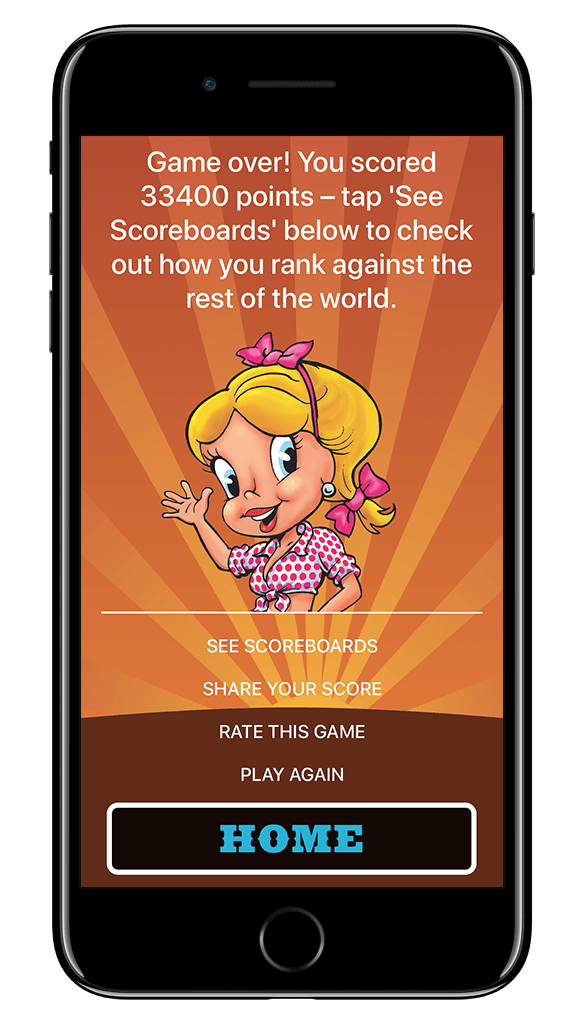 Game over! You scored
33400 points – tap 'See
Scoreboards' below to check
out how you rank against the
rest of the world.
SEE SCOREBOARDS
SHARE YOUR SCORE
RATE THIS GAME
PLAY AGAIN
HOME